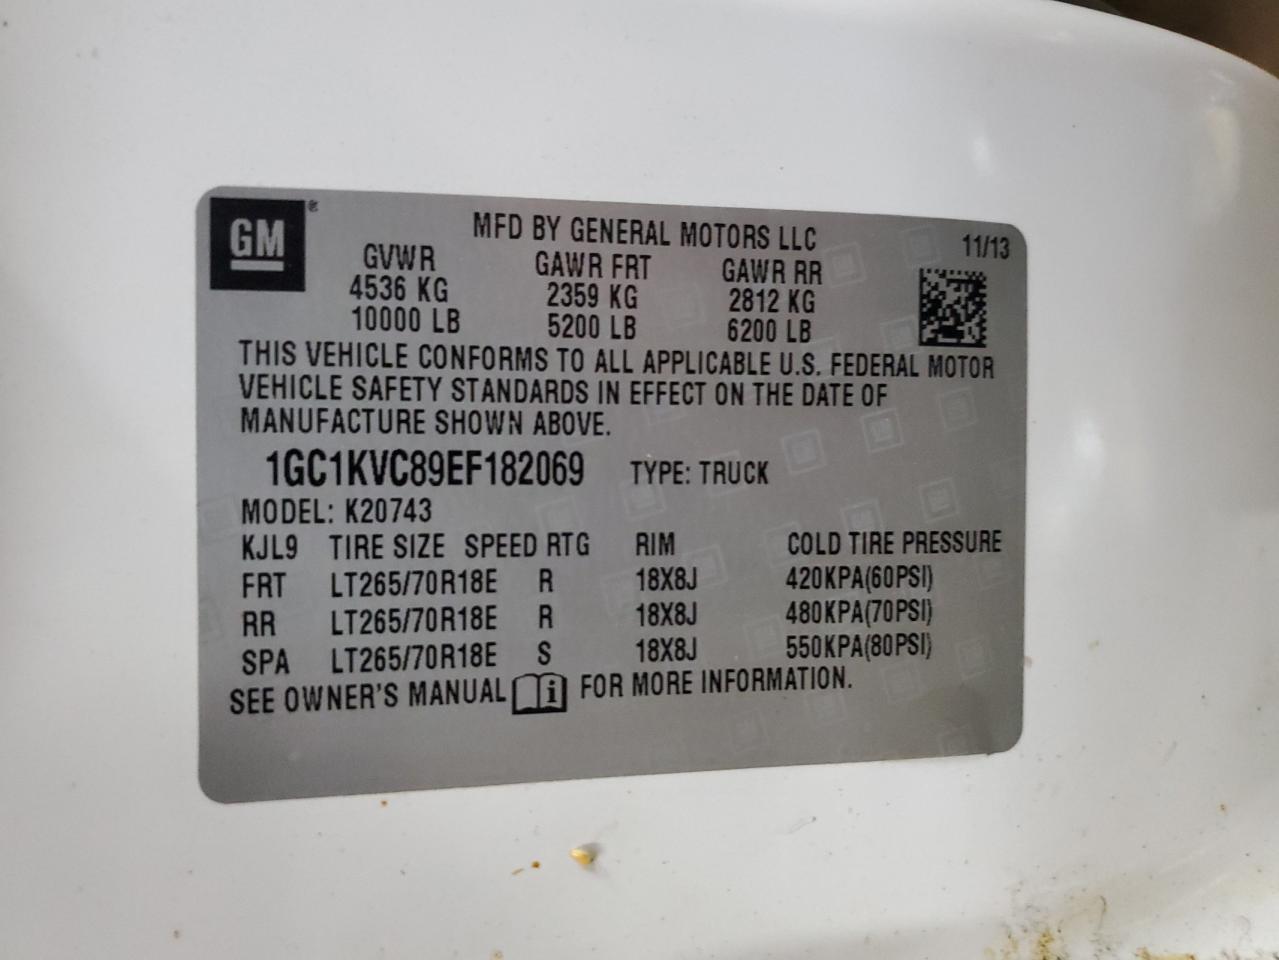 GM®
MFD BY GENERAL MOTORS LLC 11/13
GVWR GAWR FRT GAWR RR
4536 KG 2359 KG 2812 KG
10000 LB 5200 LB 6200 LB
THIS VEHICLE CONFORMS TO ALL APPLICABLE U.S. FEDERAL MOTOR
VEHICLE SAFETY STANDARDS IN EFFECT ON THE DATE OF
MANUFACTURE SHOWN ABOVE.
1GC1KVC89EF182069 TYPE: TRUCK
MODEL: K20743
KJL9 TIRE SIZE SPEED RTG RIM COLD TIRE PRESSURE
FRT LT265/70R18E R 18X8J 420KPA(60PSI)
RR LT265/70R18E R 18X8J 480KPA(70PSI)
SPA LT265/70R18E S 18X8J 550KPA(80PSI)
SEE OWNER'S MANUAL i FOR MORE INFORMATION.